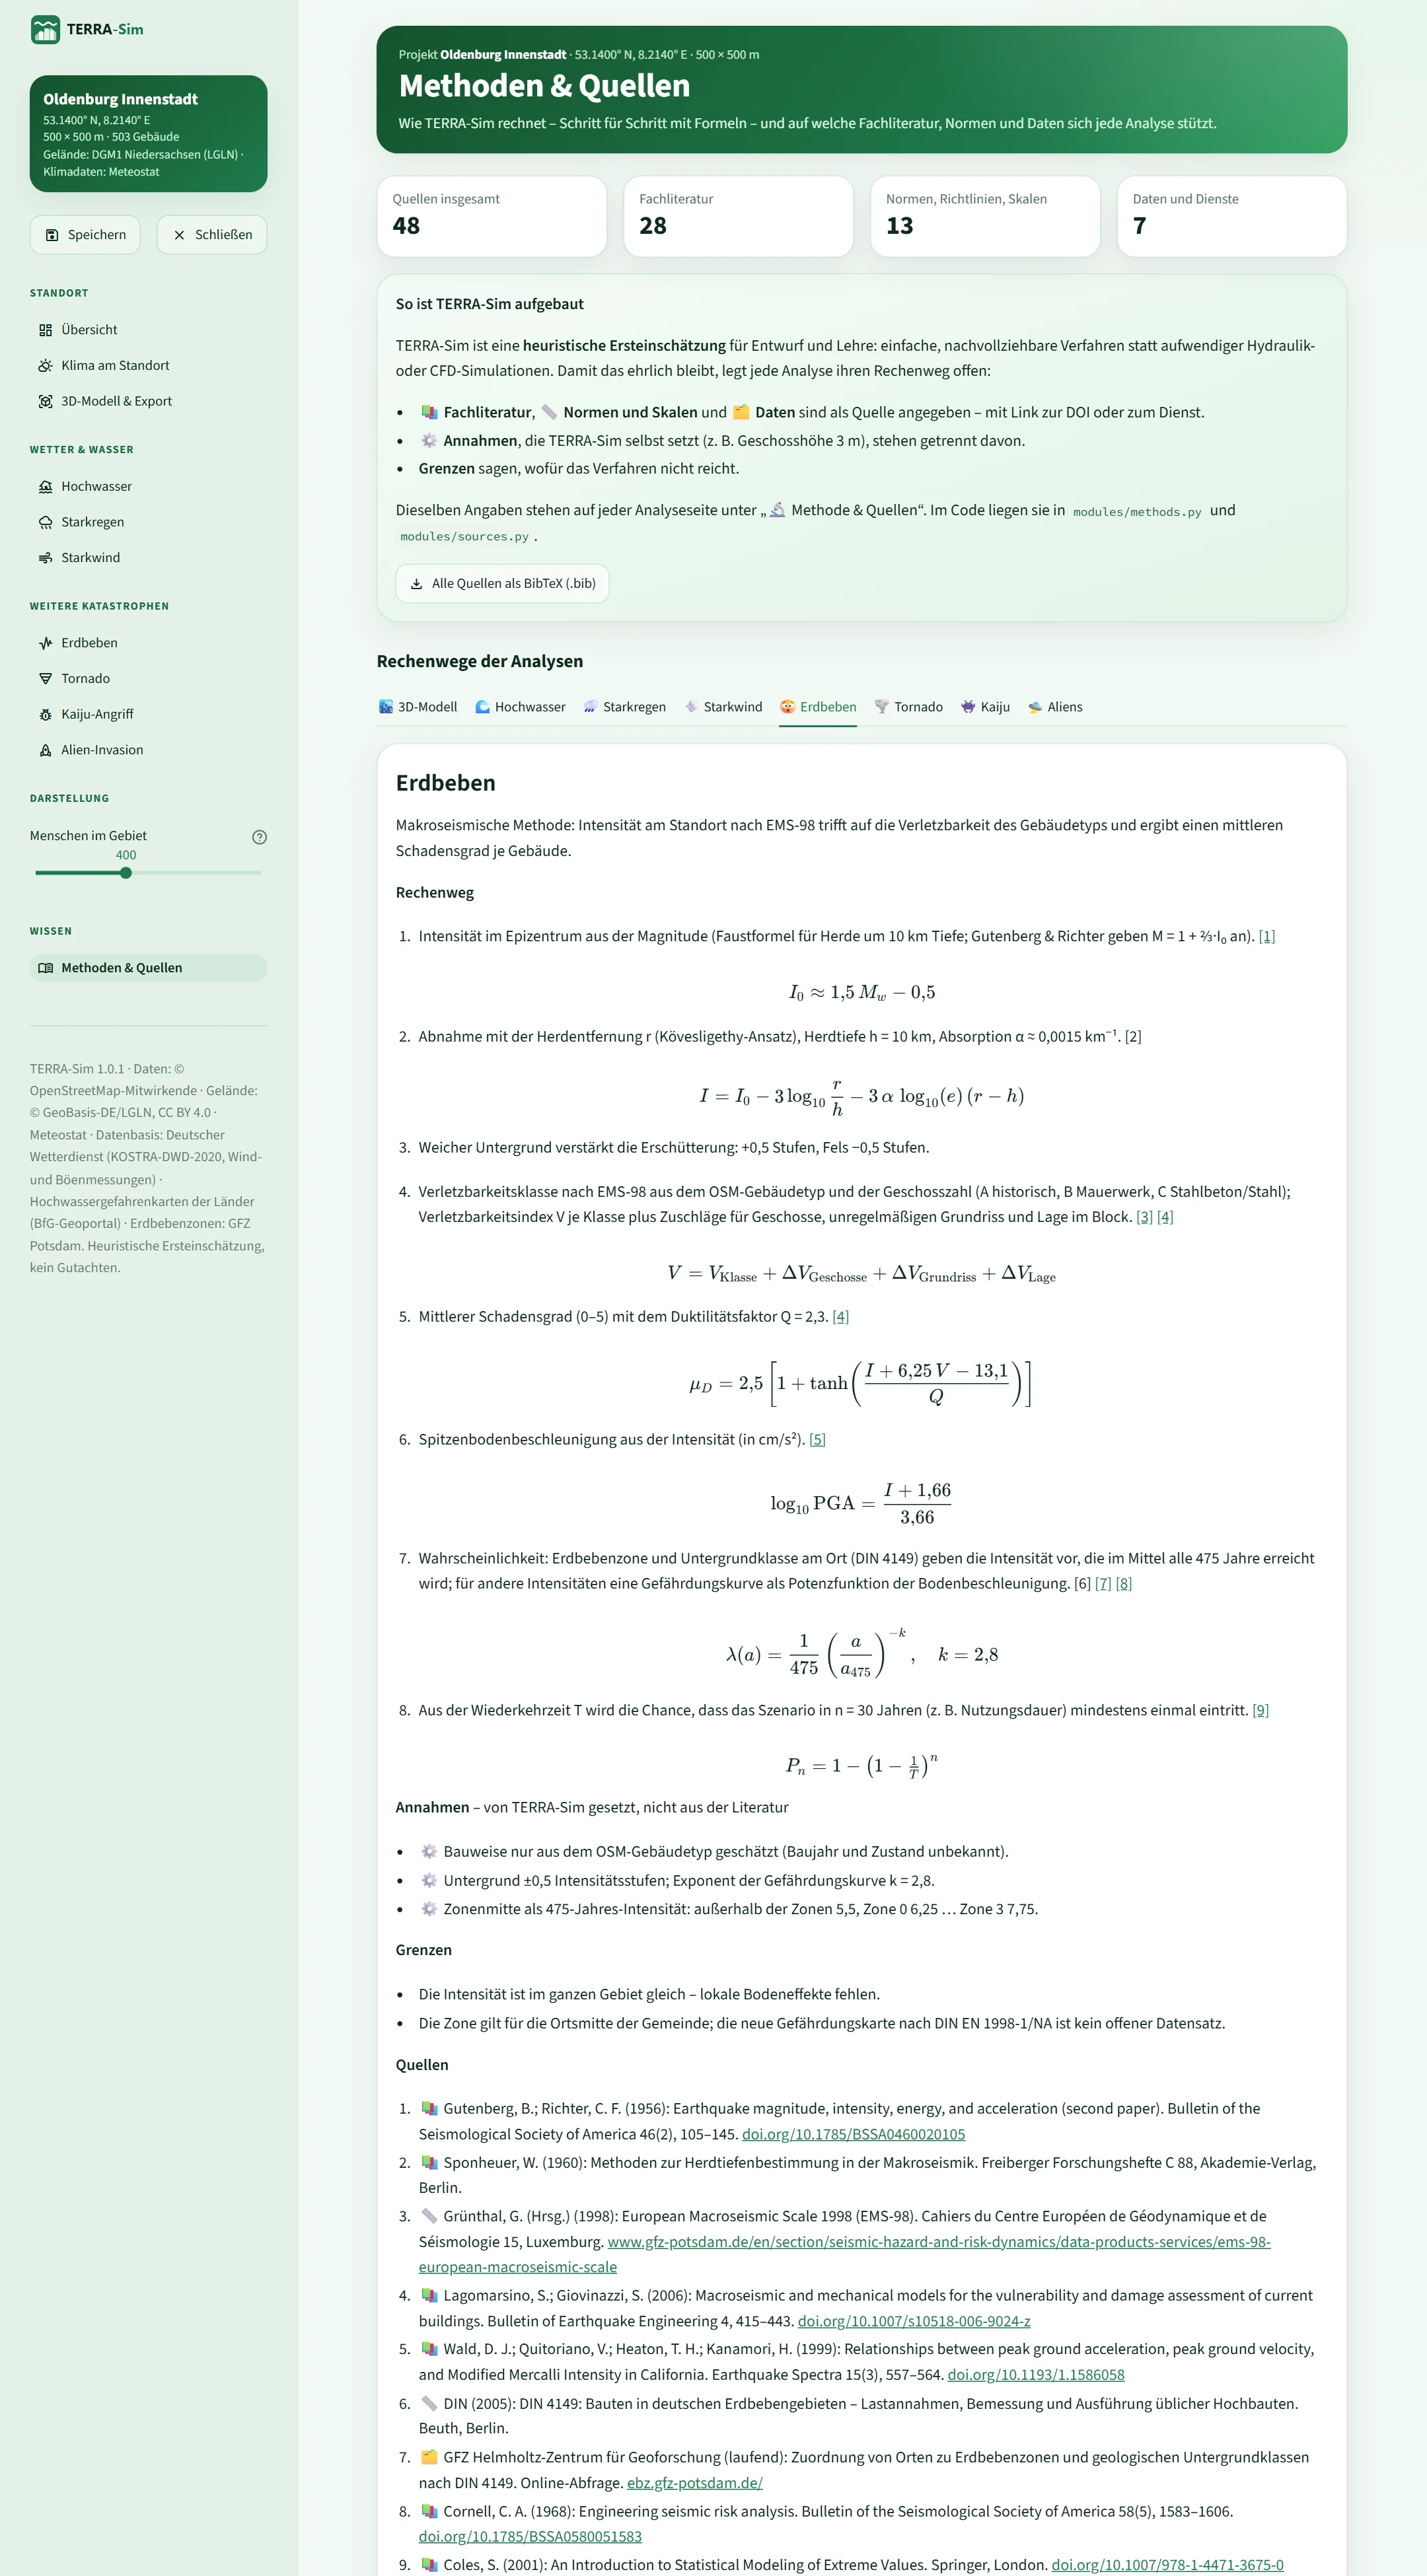 TERRA-Sim
Oldenburg Innenstadt
53.1400° N, 8.2140° E
500 × 500 m · 503 Gebäude
Gelände: DGM1 Niedersachsen (LGLN) ·
Klimadaten: Meteostat
Speichern
Schließen
STANDORT
Übersicht
Klima am Standort
3D-Modell & Export
WETTER & WASSER
Hochwasser
Starkregen
Starkwind
WEITERE KATASTROPHEN
Erdbeben
Tornado
Kaiju-Angriff
Alien-Invasion
DARSTELLUNG
Menschen im Gebiet
400
WISSEN
Methoden & Quellen
TERRA-Sim 1.0.1 · Daten: ©
OpenStreetMap-Mitwirkende · Gelände:
© GeoBasis-DE/LGLN, CC BY 4.0 ·
Meteostat · Datenbasis: Deutscher
Wetterdienst (KOSTRA-DWD-2020, Wind-
und Böenmessungen) ·
Hochwassergefahrenkarten der Länder
(BfG-Geoportal) · Erdbebenzonen: GFZ
Potsdam. Heuristische Ersteinschätzung,
kein Gutachten.
Projekt Oldenburg Innenstadt · 53.1400° N, 8.2140° E · 500 × 500 m
Methoden & Quellen
Wie TERRA-Sim rechnet – Schritt für Schritt mit Formeln – und auf welche Fachliteratur, Normen und Daten sich jede Analyse stützt.
Quellen insgesamt
48
Fachliteratur
28
Normen, Richtlinien, Skalen
13
Daten und Dienste
7
So ist TERRA-Sim aufgebaut
TERRA-Sim ist eine heuristische Ersteinschätzung für Entwurf und Lehre: einfache, nachvollziehbare Verfahren statt aufwendiger Hydraulik-
oder CFD-Simulationen. Damit das ehrlich bleibt, legt jede Analyse ihren Rechenweg offen:
• 📚 Fachliteratur, 📏 Normen und Skalen und 🗂️ Daten sind als Quelle angegeben – mit Link zur DOI oder zum Dienst.
• ⚙️ Annahmen, die TERRA-Sim selbst setzt (z. B. Geschosshöhe 3 m), stehen getrennt davon.
• Grenzen sagen, wofür das Verfahren nicht reicht.
Dieselben Angaben stehen auf jeder Analyseseite unter „🔬 Methode & Quellen“. Im Code liegen sie in modules/methods.py und
modules/sources.py .
Alle Quellen als BibTeX (.bib)
Rechenwege der Analysen
3D-Modell
Hochwasser
Starkregen
Starkwind
Erdbeben
Tornado
Kaiju
Aliens
Erdbeben
Makroseismische Methode: Intensität am Standort nach EMS-98 trifft auf die Verletzbarkeit des Gebäudetyps und ergibt einen mittleren
Schadensgrad je Gebäude.
Rechenweg
1. Intensität im Epizentrum aus der Magnitude (Faustformel für Herde um 10 km Tiefe; Gutenberg & Richter geben M = 1 + ⅔·I₀ an). [1]
I₀ ≈ 1,5 M_w − 0,5
2. Abnahme mit der Herdentfernung r (Kövesligethy-Ansatz), Herdtiefe h = 10 km, Absorption α ≈ 0,0015 km⁻¹. [2]
I = I₀ − 3 log₁₀ r/h − 3 α log₁₀(e) (r − h)
3. Weicher Untergrund verstärkt die Erschütterung: +0,5 Stufen, Fels −0,5 Stufen.
4. Verletzbarkeitsklasse nach EMS-98 aus dem OSM-Gebäudetyp und der Geschosszahl (A historisch, B Mauerwerk, C Stahlbeton/Stahl);
Verletzbarkeitsindex V je Klasse plus Zuschläge für Geschosse, unregelmäßigen Grundriss und Lage im Block. [3] [4]
V = V_Klasse + ΔV_Geschosse + ΔV_Grundriss + ΔV_Lage
5. Mittlerer Schadensgrad (0–5) mit dem Duktilitätsfaktor Q = 2,3. [4]
μ_D = 2,5 [1 + tanh((I + 6,25 V − 13,1)/Q)]
6. Spitzenbodenbeschleunigung aus der Intensität (in cm/s²). [5]
log₁₀ PGA = (I + 1,66)/3,66
7. Wahrscheinlichkeit: Erdbebenzone und Untergrundklasse am Ort (DIN 4149) geben die Intensität vor, die im Mittel alle 475 Jahre erreicht
wird; für andere Intensitäten eine Gefährdungskurve als Potenzfunktion der Bodenbeschleunigung. [6] [7] [8]
λ(a) = 1/475 (a/a₄₇₅)^−k , k = 2,8
8. Aus der Wiederkehrzeit T wird die Chance, dass das Szenario in n = 30 Jahren (z. B. Nutzungsdauer) mindestens einmal eintritt. [9]
P_n = 1 − (1 − 1/T)^n
Annahmen – von TERRA-Sim gesetzt, nicht aus der Literatur
• ⚙️ Bauweise nur aus dem OSM-Gebäudetyp geschätzt (Baujahr und Zustand unbekannt).
• ⚙️ Untergrund ±0,5 Intensitätsstufen; Exponent der Gefährdungskurve k = 2,8.
• ⚙️ Zonenmitte als 475-Jahres-Intensität: außerhalb der Zonen 5,5, Zone 0 6,25 … Zone 3 7,75.
Grenzen
• Die Intensität ist im ganzen Gebiet gleich – lokale Bodeneffekte fehlen.
• Die Zone gilt für die Ortsmitte der Gemeinde; die neue Gefährdungskarte nach DIN EN 1998-1/NA ist kein offener Datensatz.
Quellen
1. 📚 Gutenberg, B.; Richter, C. F. (1956): Earthquake magnitude, intensity, energy, and acceleration (second paper). Bulletin of the
Seismological Society of America 46(2), 105–145. doi.org/10.1785/BSSA0460020105
2. 📚 Sponheuer, W. (1960): Methoden zur Herdtiefenbestimmung in der Makroseismik. Freiberger Forschungshefte C 88, Akademie-Verlag,
Berlin.
3. 📏 Grünthal, G. (Hrsg.) (1998): European Macroseismic Scale 1998 (EMS-98). Cahiers du Centre Européen de Géodynamique et de
Séismologie 15, Luxemburg. www.gfz-potsdam.de/en/section/seismic-hazard-and-risk-dynamics/data-products-services/ems-98-
european-macroseismic-scale
4. 📚 Lagomarsino, S.; Giovinazzi, S. (2006): Macroseismic and mechanical models for the vulnerability and damage assessment of current
buildings. Bulletin of Earthquake Engineering 4, 415–443. doi.org/10.1007/s10518-006-9024-z
5. 📚 Wald, D. J.; Quitoriano, V.; Heaton, T. H.; Kanamori, H. (1999): Relationships between peak ground acceleration, peak ground velocity,
and Modified Mercalli Intensity in California. Earthquake Spectra 15(3), 557–564. doi.org/10.1193/1.1586058
6. 📏 DIN (2005): DIN 4149: Bauten in deutschen Erdbebengebieten – Lastannahmen, Bemessung und Ausführung üblicher Hochbauten.
Beuth, Berlin.
7. 🗂️ GFZ Helmholtz-Zentrum für Geoforschung (laufend): Zuordnung von Orten zu Erdbebenzonen und geologischen Untergrundklassen
nach DIN 4149. Online-Abfrage. ebz.gfz-potsdam.de/
8. 📚 Cornell, C. A. (1968): Engineering seismic risk analysis. Bulletin of the Seismological Society of America 58(5), 1583–1606.
doi.org/10.1785/BSSA0580051583
9. 📚 Coles, S. (2001): An Introduction to Statistical Modeling of Extreme Values. Springer, London. doi.org/10.1007/978-1-4471-3675-0